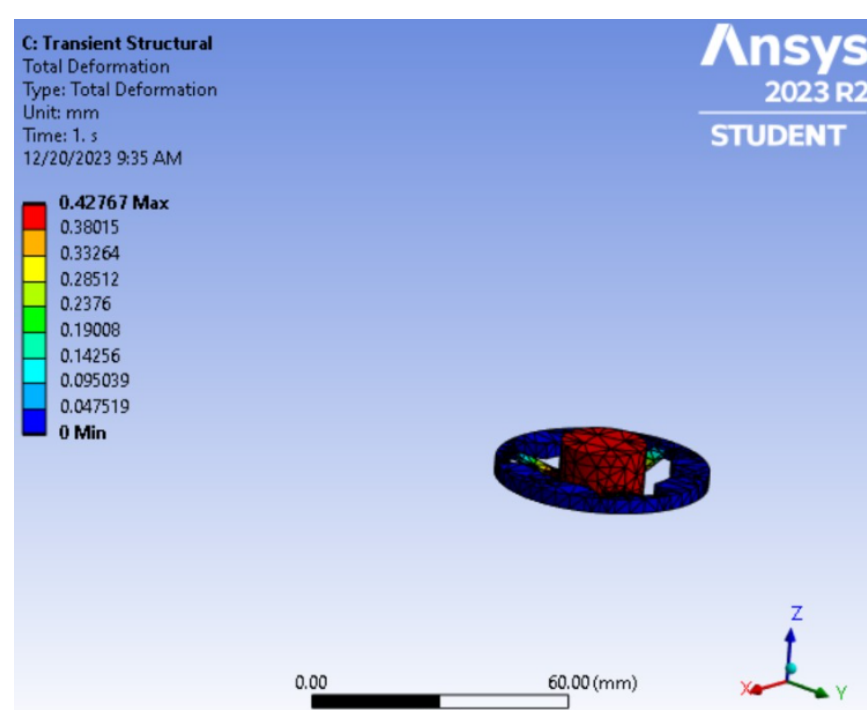 C: Transient Structural
Total Deformation
Type: Total Deformation
Unit: mm
Time: 1. s
12/20/2023 9:35 AM
0.42767 Max
0.38015
0.33264
0.28512
0.2376
0.19008
0.14256
0.095039
0.047519
0 Min
Ansys
2023 R2
STUDENT
0.00
60.00 (mm)
Z
X
Y